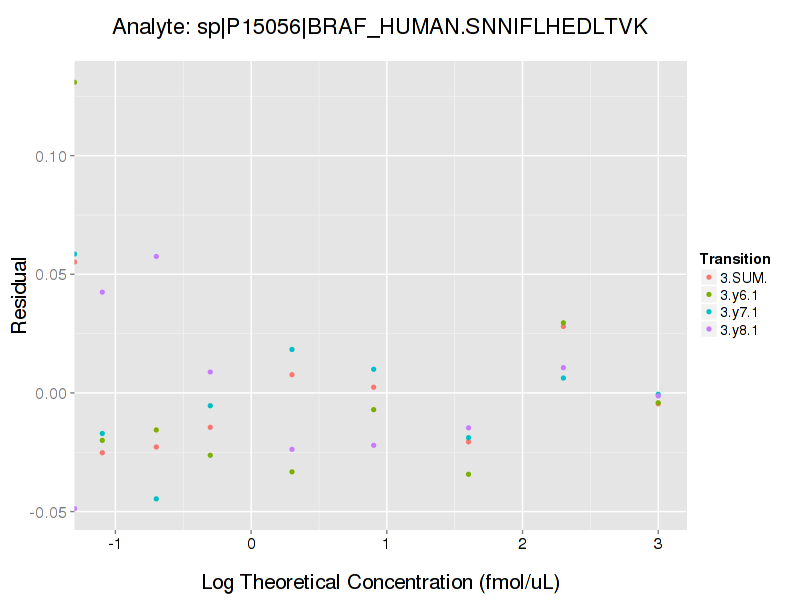 Analyte: sp|P15056|BRAF_HUMAN.SNNIFLHEDLTVK
0.10
0.05
0.00
-0.05
Residual
-1 0 1 2 3
Log Theoretical Concentration (fmol/uL)
Transition
3.SUM.
3.y6.1
3.y7.1
3.y8.1